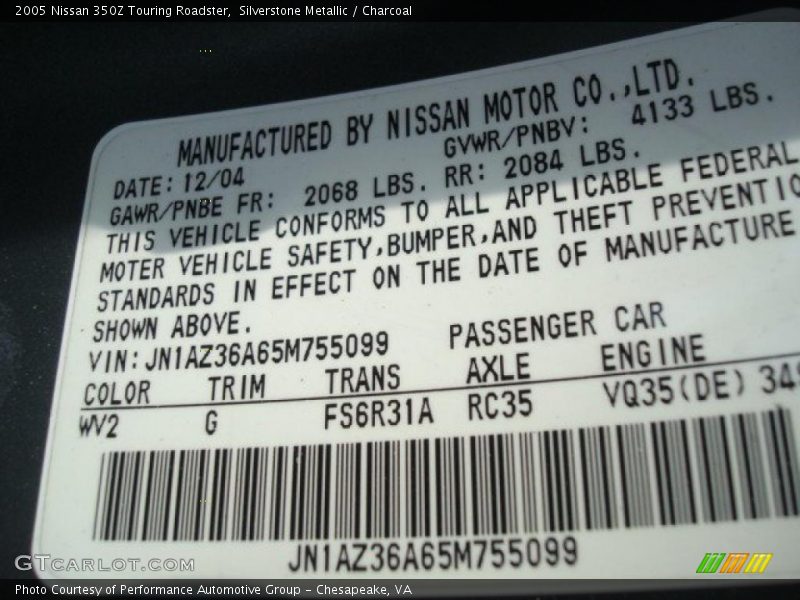 2005 Nissan 350Z Touring Roadster,  Silverstone Metallic / Charcoal
MANUFACTURED BY NISSAN MOTOR CO.,LTD.
DATE: 12/04 GVWR/PNBV: 4133 LBS.
GAWR/PNBE FR: 2068 LBS. RR: 2084 LBS.
THIS VEHICLE CONFORMS TO ALL APPLICABLE FEDERAL
MOTER VEHICLE SAFETY,BUMPER,AND THEFT PREVENTIO
STANDARDS IN EFFECT ON THE DATE OF MANUFACTURE
SHOWN ABOVE.
VIN: JN1AZ36A65M755099 PASSENGER CAR
COLOR TRIM TRANS AXLE ENGINE
WV2 G FS6R31A RC35 VQ35(DE) 349
JN1AZ36A65M755099
GTcarlot.com
Photo Courtesy of Performance Automotive Group – Chesapeake, VA